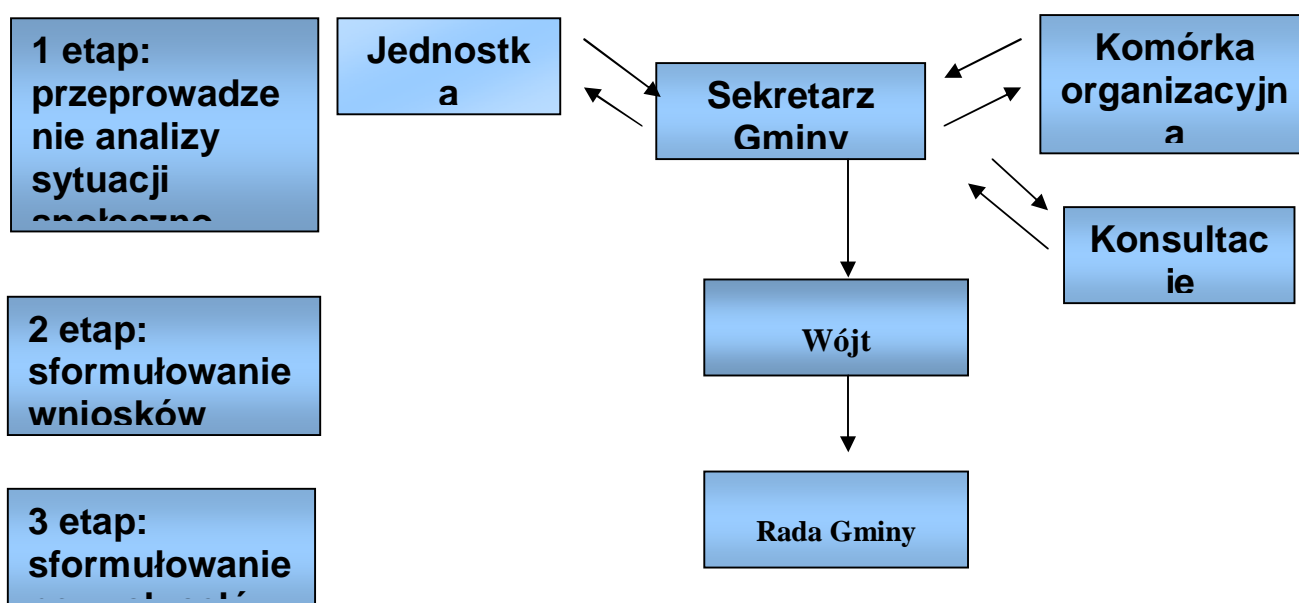 1 etap:
przeprowadze
nie analizy
sytuacji
społeczno
Jednostk
a
Sekretarz
Gminy
Komórka
organizacyjn
a
Konsultac
je
Wójt
Rada Gminy
2 etap:
sformułowanie
wniosków
3 etap:
sformułowanie